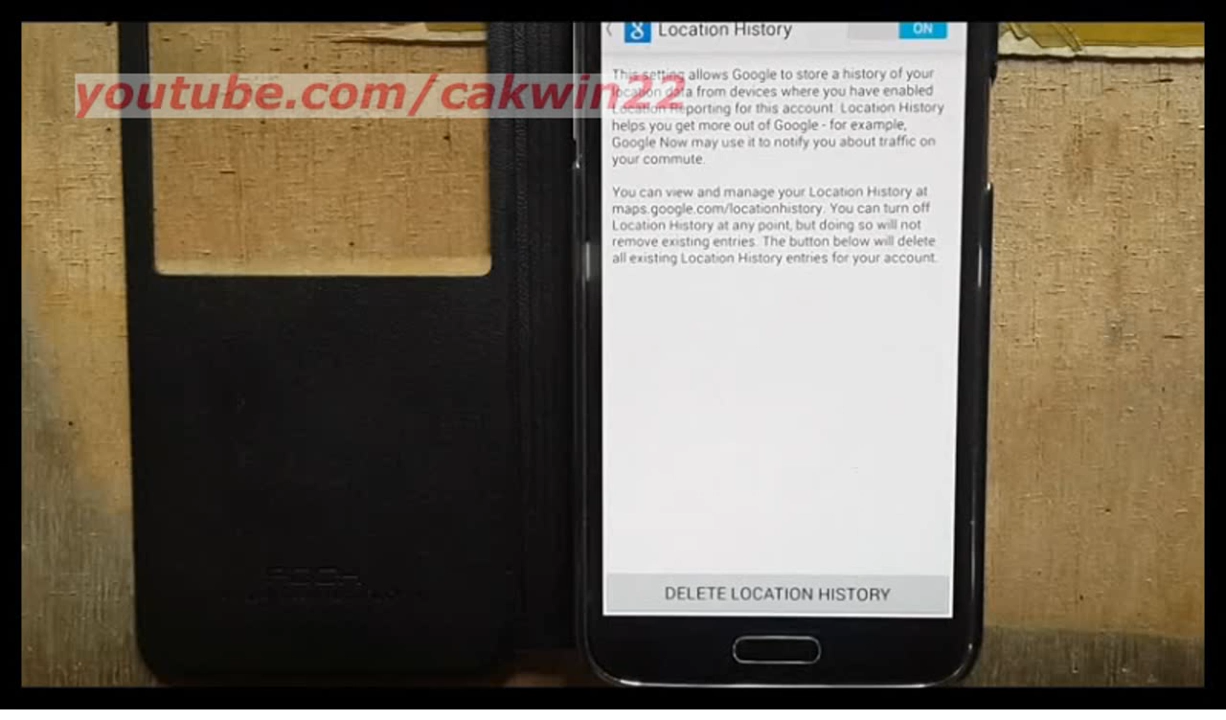 Location History
ON
youtube.com/cakwin22
This setting allows Google to store a history of your
location data from devices where you have enabled
Location Reporting for this account. Location History
helps you get more out of Google - for example,
Google Now may use it to notify you about traffic on
your commute.
You can view and manage your Location History at
maps.google.com/locationhistory. You can turn off
Location History at any point, but doing so will not
remove existing entries. The button below will delete
all existing Location History entries for your account.
DELETE LOCATION HISTORY